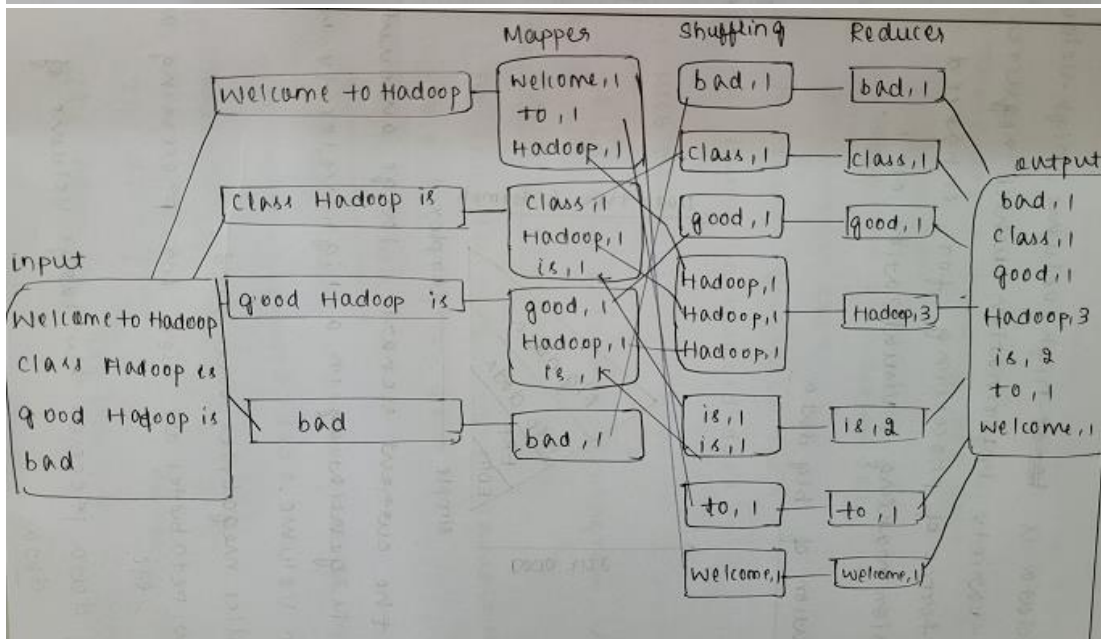 Mapper
Shuffling
Reducer
Welcome to Hadoop
Welcome, 1
to, 1
Hadoop, 1
bad, 1
bad, 1
Class Hadoop is
Class, 1
Hadoop, 1
is, 1
Class, 1
Class, 1
output
good, 1
good, 1
bad, 1
Class, 1
good, 1
Hadoop, 3
is, 2
to, 1
Welcome, 1
input
Welcome to Hadoop
Class Hadoop is
good Hadoop is
bad
good Hadoop is
good, 1
Hadoop, 1
is, 1
Hadoop, 1
Hadoop, 1
Hadoop, 1
Hadoop, 3
bad
bad, 1
is, 1
is, 1
is, 2
to, 1
to, 1
Welcome, 1
Welcome, 1